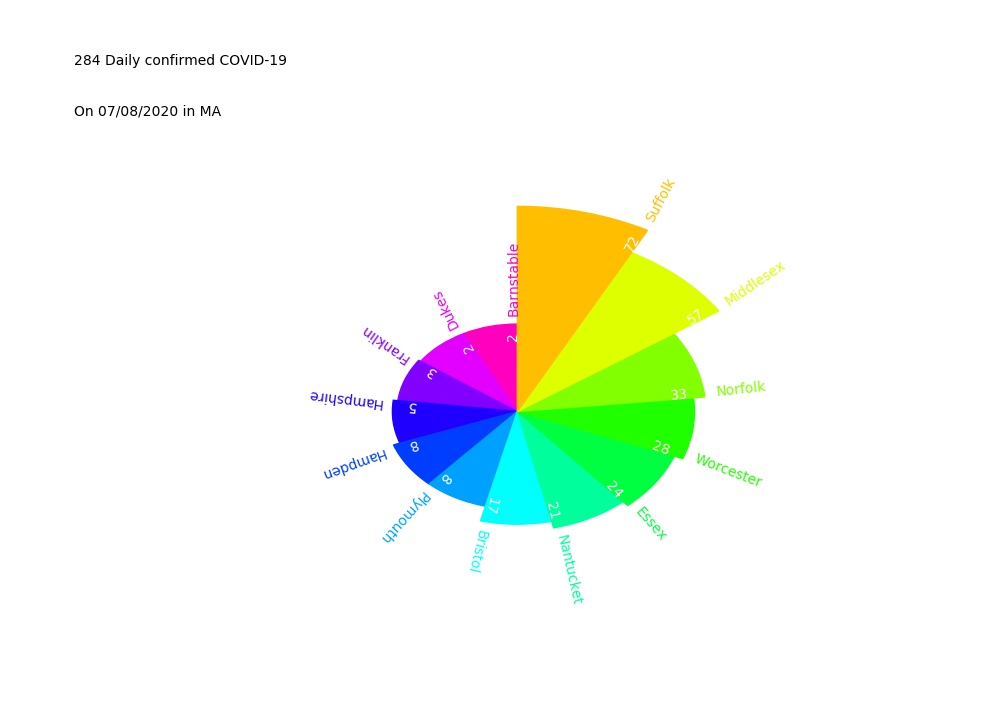 284 Daily confirmed COVID-19
On 07/08/2020 in MA
Suffolk
72
Middlesex
57
Norfolk
33
Worcester
28
Essex
24
Nantucket
21
Bristol
17
Plymouth
8
Hampden
8
Hampshire
5
Franklin
3
Dukes
2
Barnstable
2